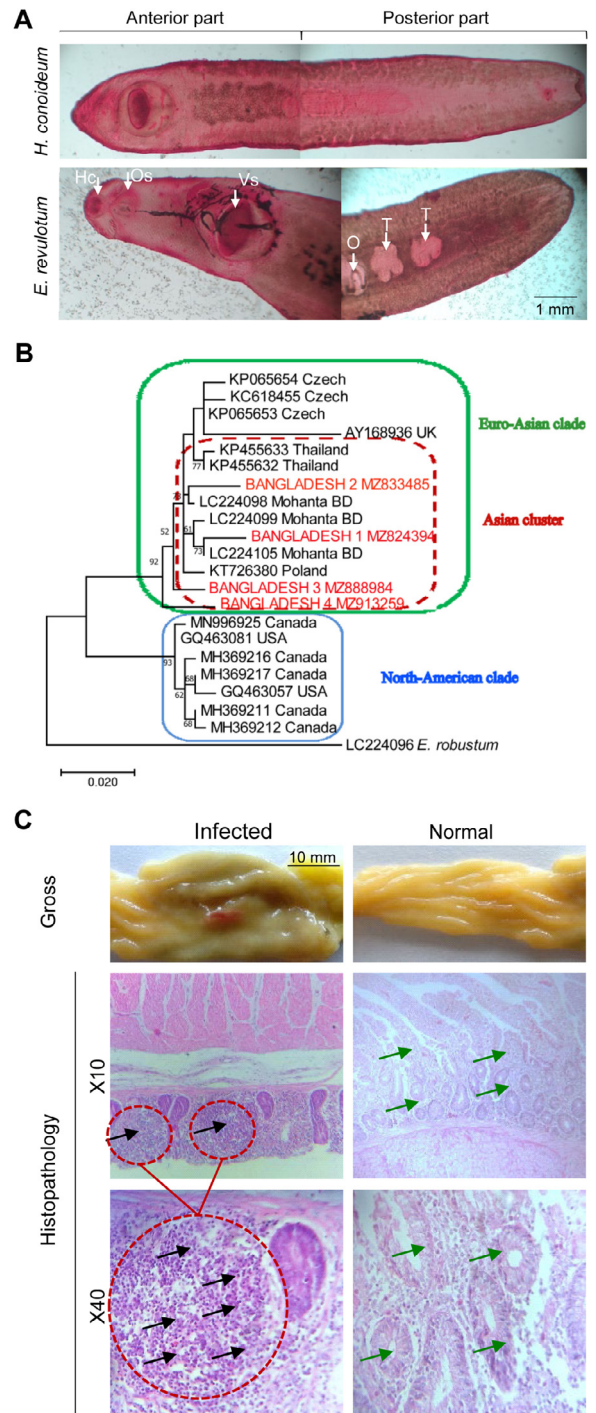 A
Anterior part
Posterior part
H. conoideum
E. revulotum
Hc
Os
Vs
O
T
T
1 mm
B
KP065654 Czech
KC618455 Czech
KP065653 Czech
AY168936 UK
Euro-Asian clade
KP455633 Thailand
77
KP455632 Thailand
BANGLADESH 2 MZ833485
LC224098 Mohanta BD
LC224099 Mohanta BD
Asian cluster
52
51
BANGLADESH 1 MZ824394
73
LC224105 Mohanta BD
92
KT726380 Poland
BANGLADESH 3 MZ888984
BANGLADESH 4 MZ913259
MN996925 Canada
GQ463081 USA
93
MH369216 Canada
68
MH369217 Canada
North-American clade
62
GQ463057 USA
MH369211 Canada
68
MH369212 Canada
LC224096 E. robustum
0.020
C
Infected
Normal
10 mm
Gross
Histopathology
X10
X40